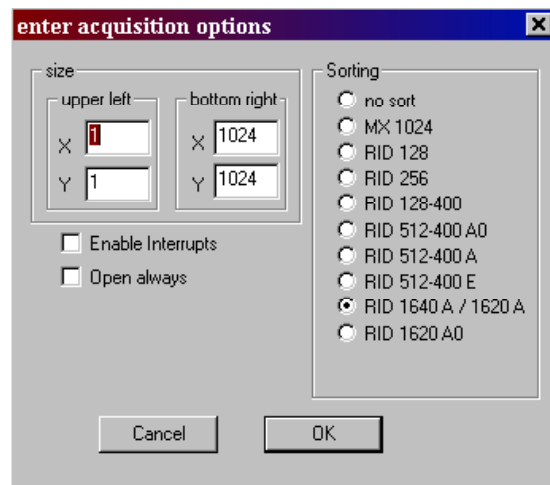 enter acquisition options
size
upper left
X 1
Y 1
bottom right
X 1024
Y 1024
Enable Interrupts
Open always
Sorting
no sort
MX 1024
RID 128
RID 256
RID 128-400
RID 512-400 A0
RID 512-400 A
RID 512-400 E
RID 1640 A / 1620 A
RID 1620 A0
Cancel
OK